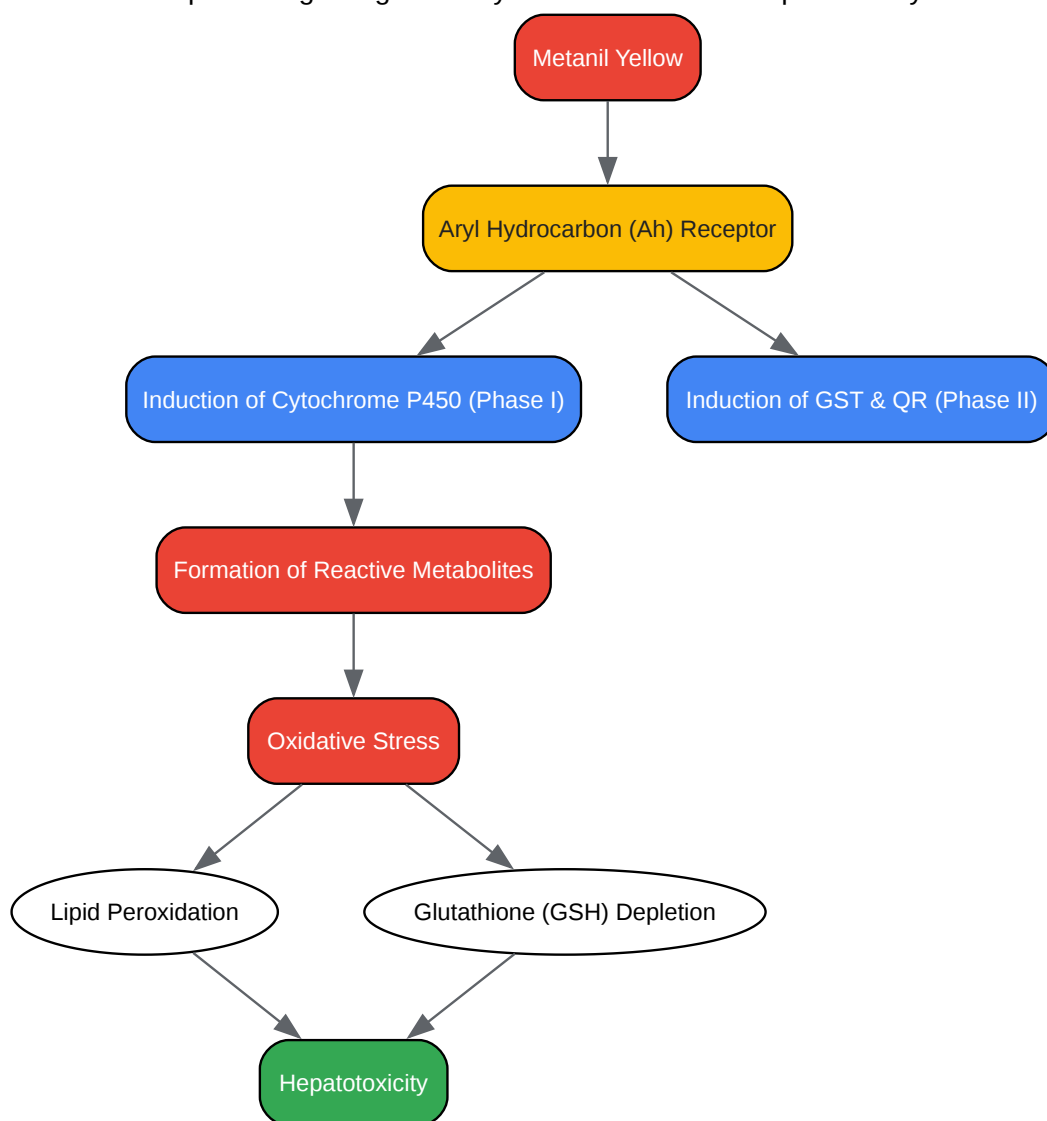 Metanil Yellow
Aryl Hydrocarbon (Ah) Receptor
Induction of Cytochrome P450 (Phase I)
Induction of GST & QR (Phase II)
Formation of Reactive Metabolites
Oxidative Stress
Lipid Peroxidation
Glutathione (GSH) Depletion
Hepatotoxicity